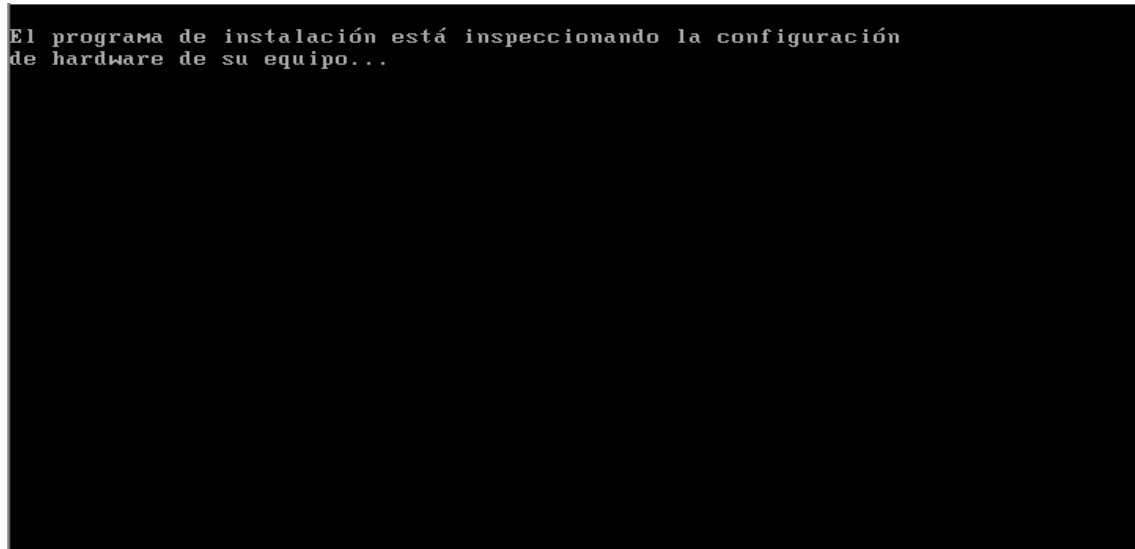 El programa de instalación está inspeccionando la configuración
de hardware de su equipo...